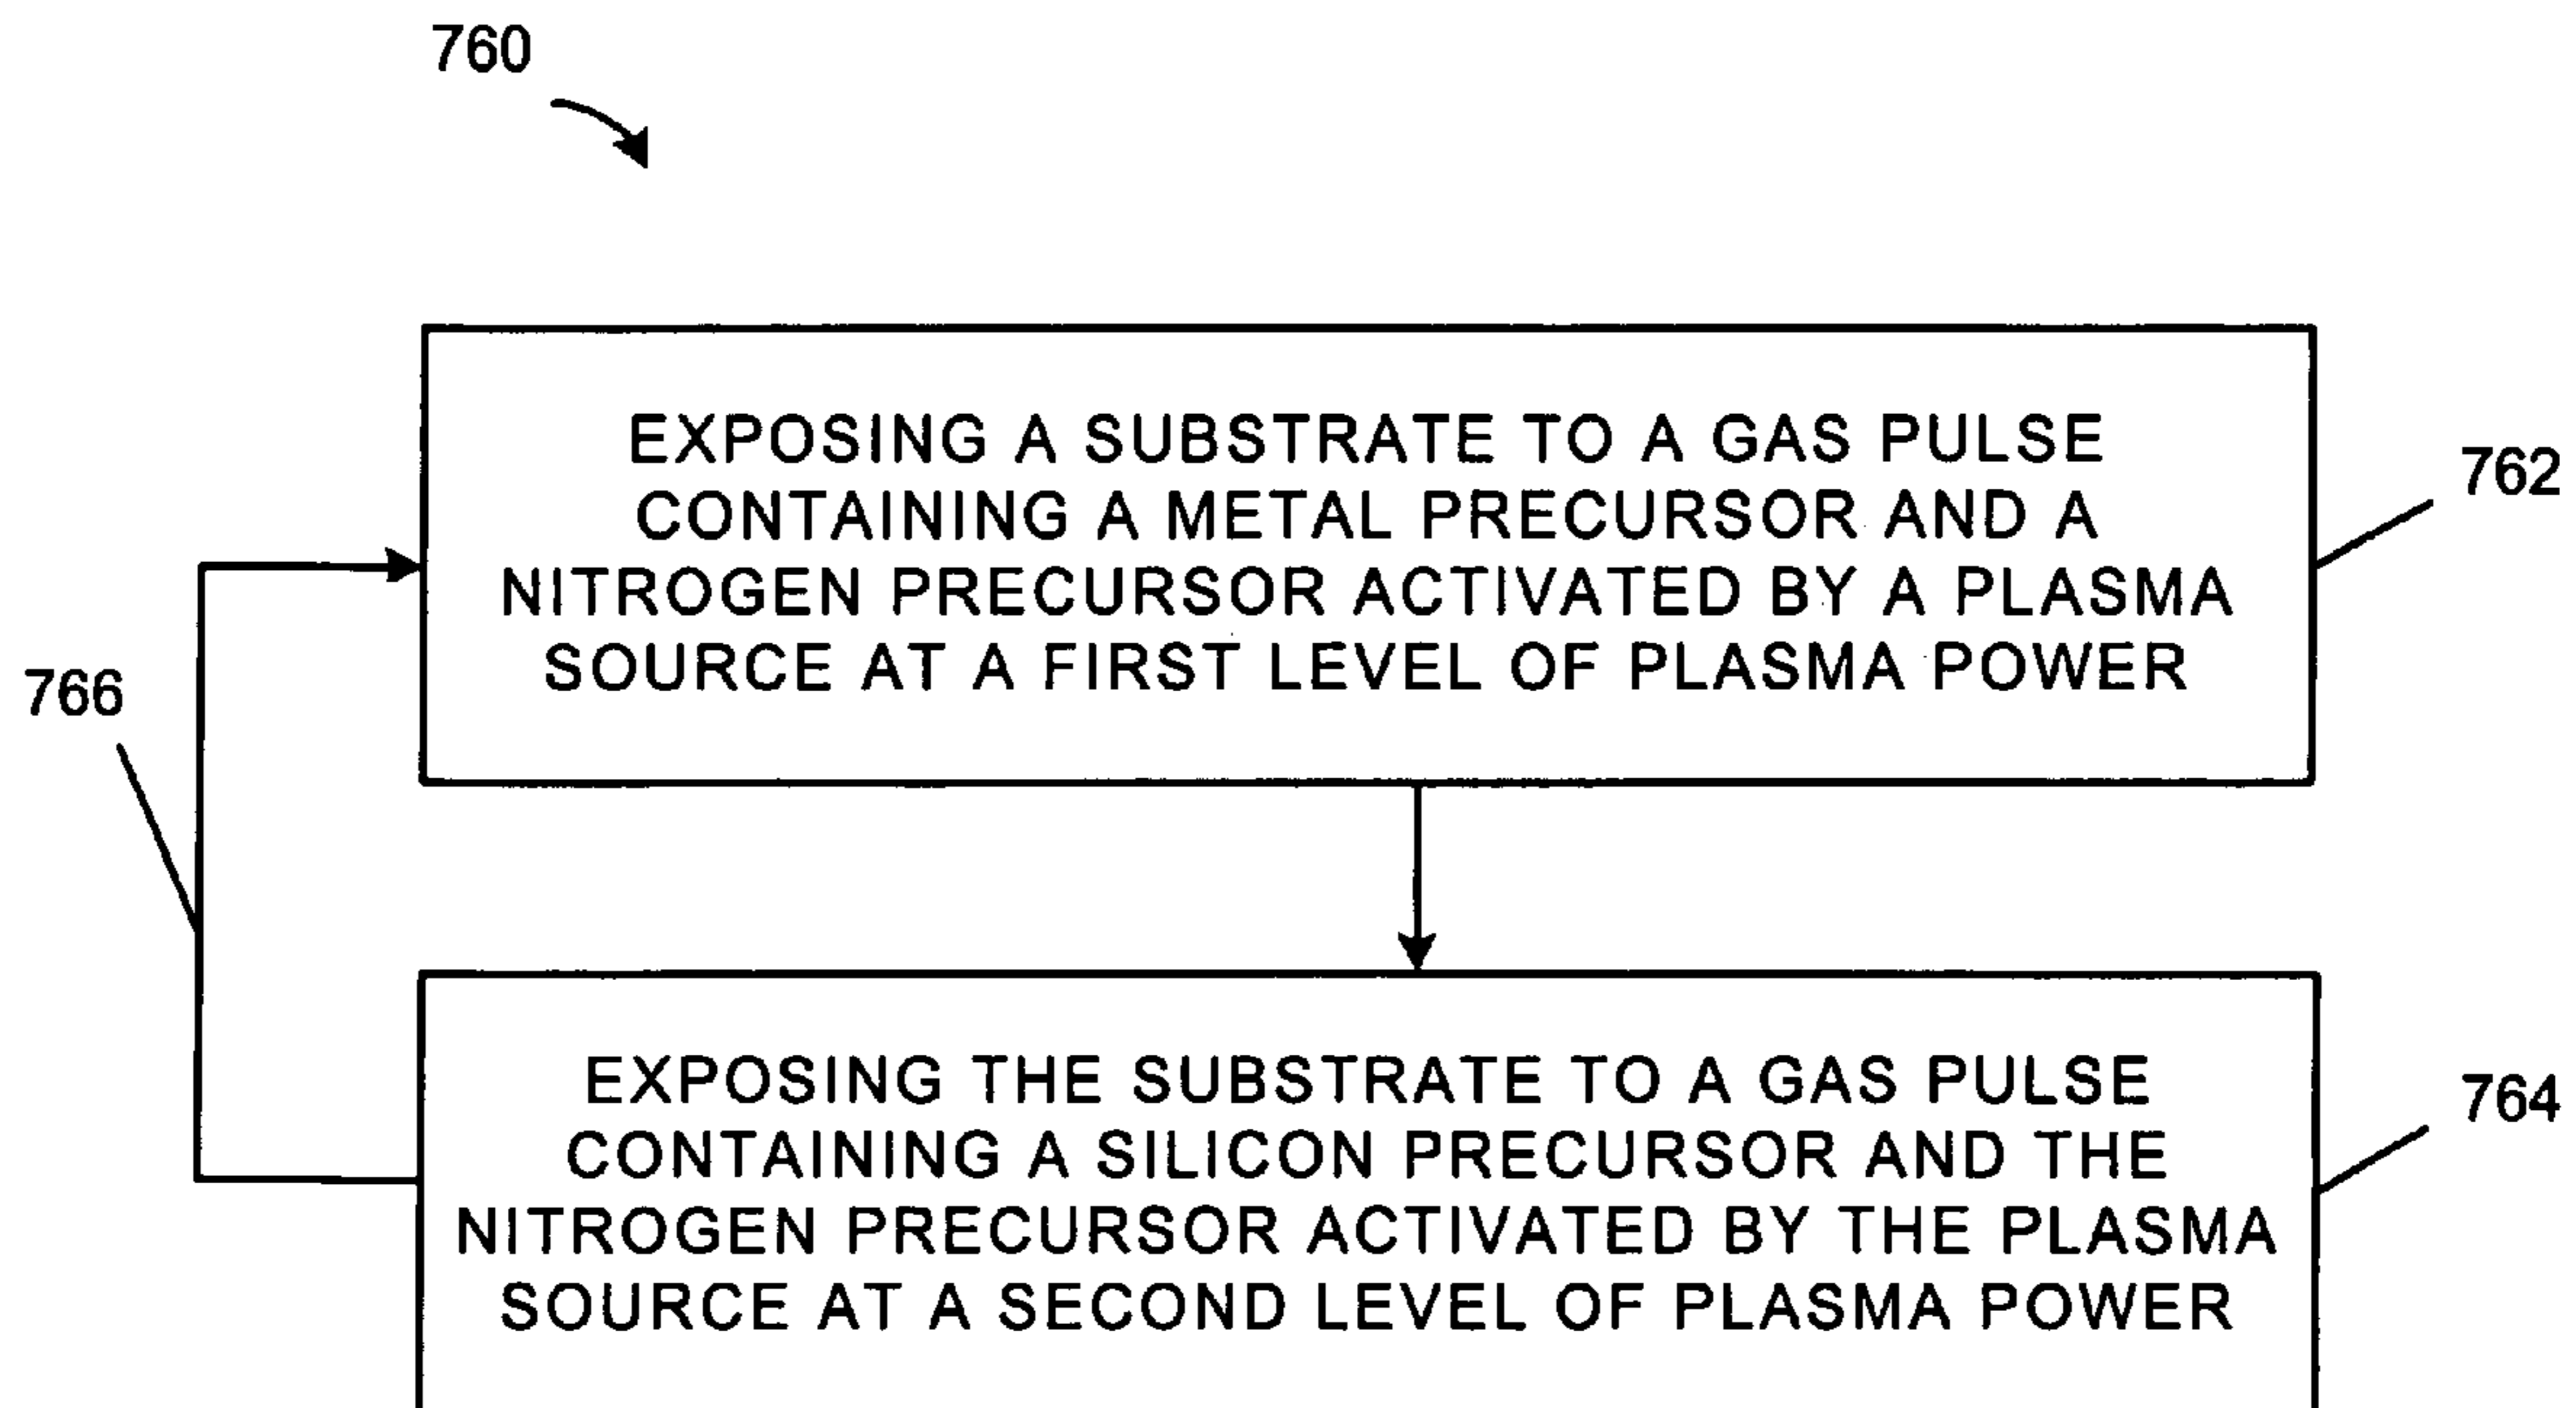 760
EXPOSING A SUBSTRATE TO A GAS PULSE
CONTAINING A METAL PRECURSOR AND A
NITROGEN PRECURSOR ACTIVATED BY A PLASMA
SOURCE AT A FIRST LEVEL OF PLASMA POWER
762
766
EXPOSING THE SUBSTRATE TO A GAS PULSE
CONTAINING A SILICON PRECURSOR AND THE
NITROGEN PRECURSOR ACTIVATED BY THE PLASMA
SOURCE AT A SECOND LEVEL OF PLASMA POWER
764